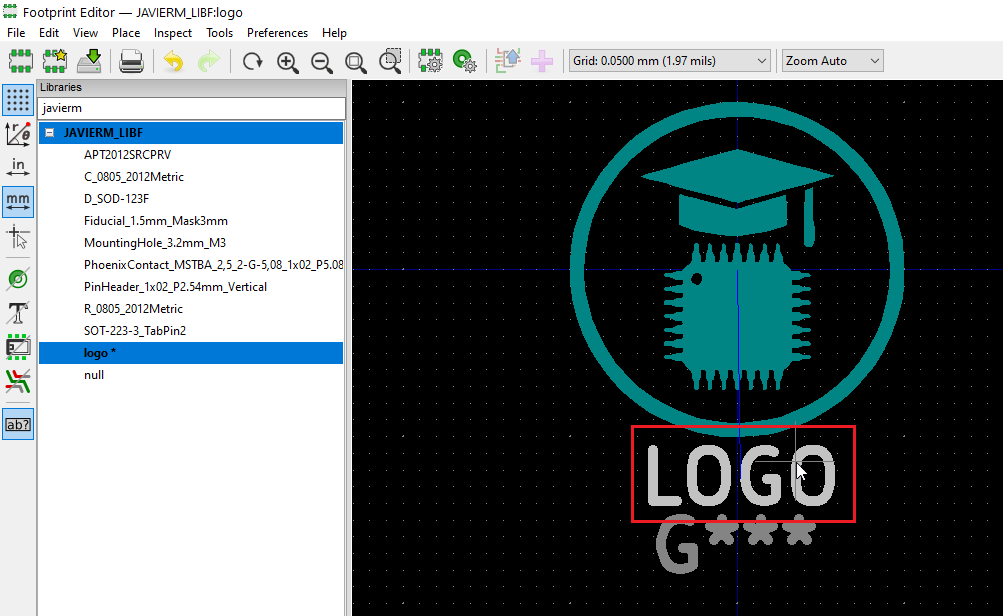 Footprint Editor — JAVIERM_LIBF:logo
File Edit View Place Inspect Tools Preferences Help
Grid: 0.0500 mm (1.97 mils) Zoom Auto
Libraries
javierm
JAVIERM_LIBF
APT2012SRCPRV
C_0805_2012Metric
D_SOD-123F
Fiducial_1.5mm_Mask3mm
MountingHole_3.2mm_M3
PhoenixContact_MSTBA_2,5_2-G-5,08_1x02_P5.08
PinHeader_1x02_P2.54mm_Vertical
R_0805_2012Metric
SOT-223-3_TabPin2
logo *
null
r θ
in
mm
T
ab?
LOGO
G***